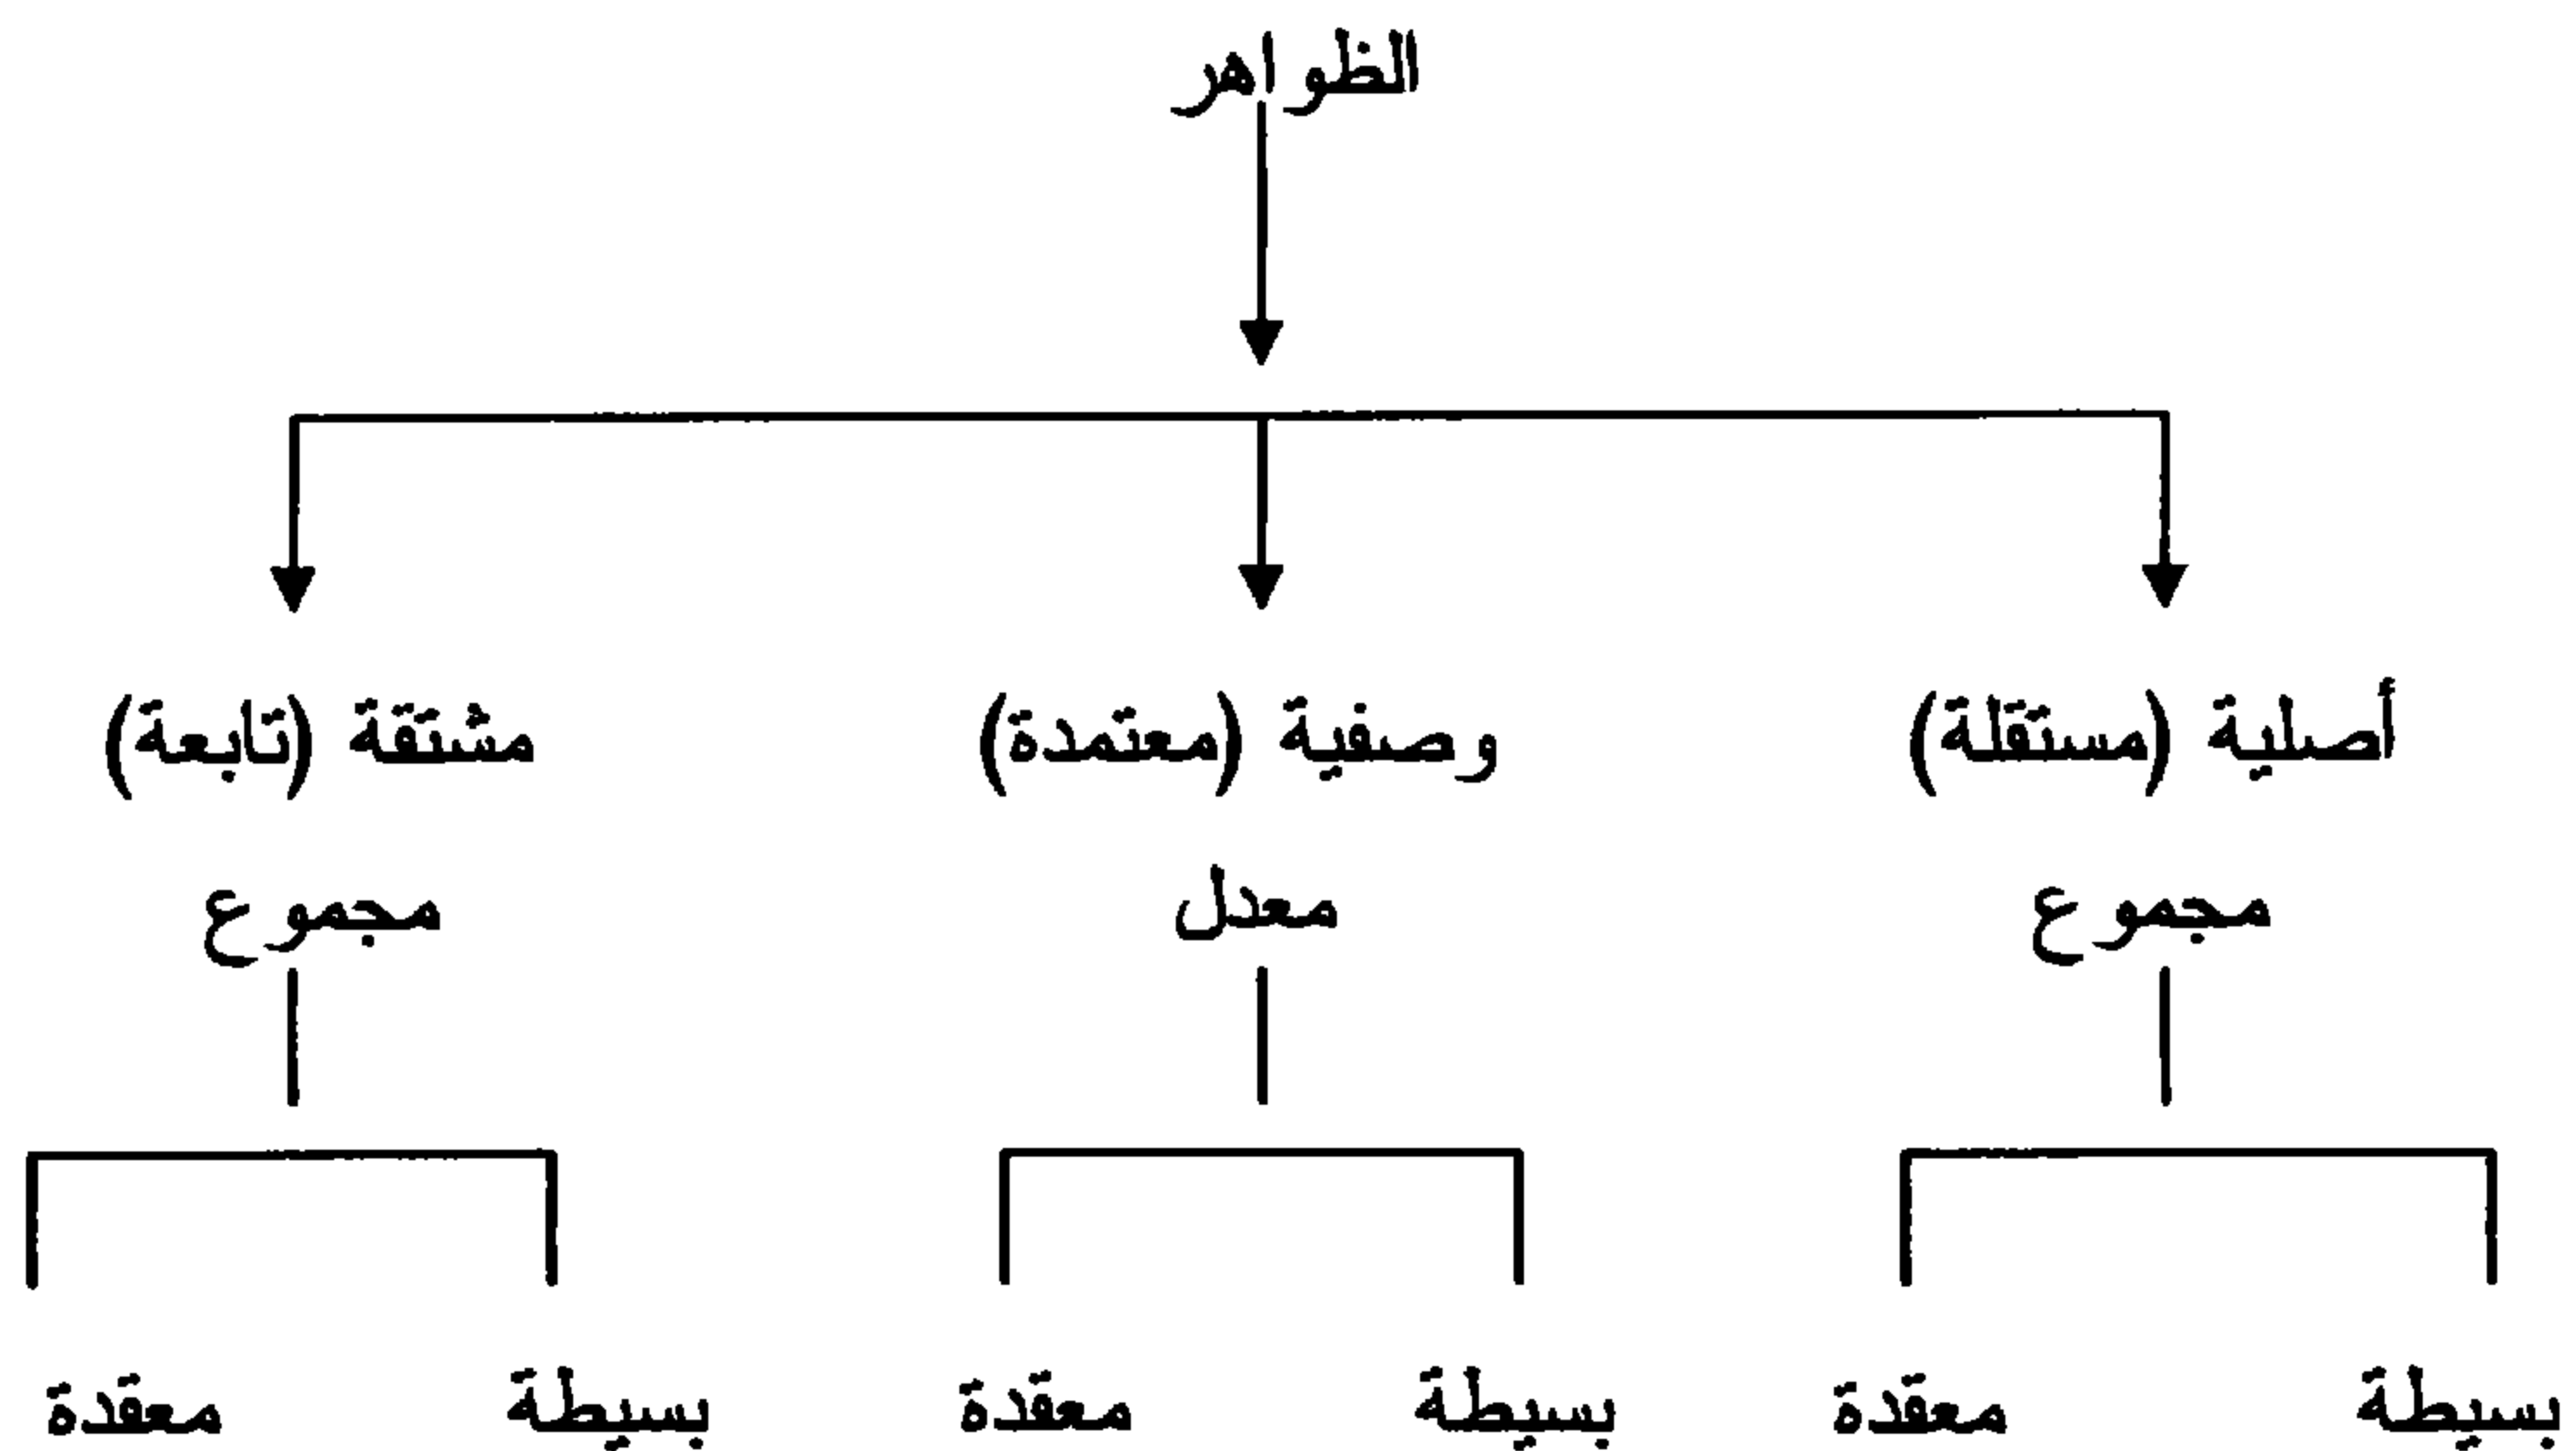 الظواهر
أصلية (مستقلة) وصفية (معتمدة) مشتقة (تابعة)
مجموع معدل مجموع
بسيطة معقدة بسيطة معقدة بسيطة معقدة